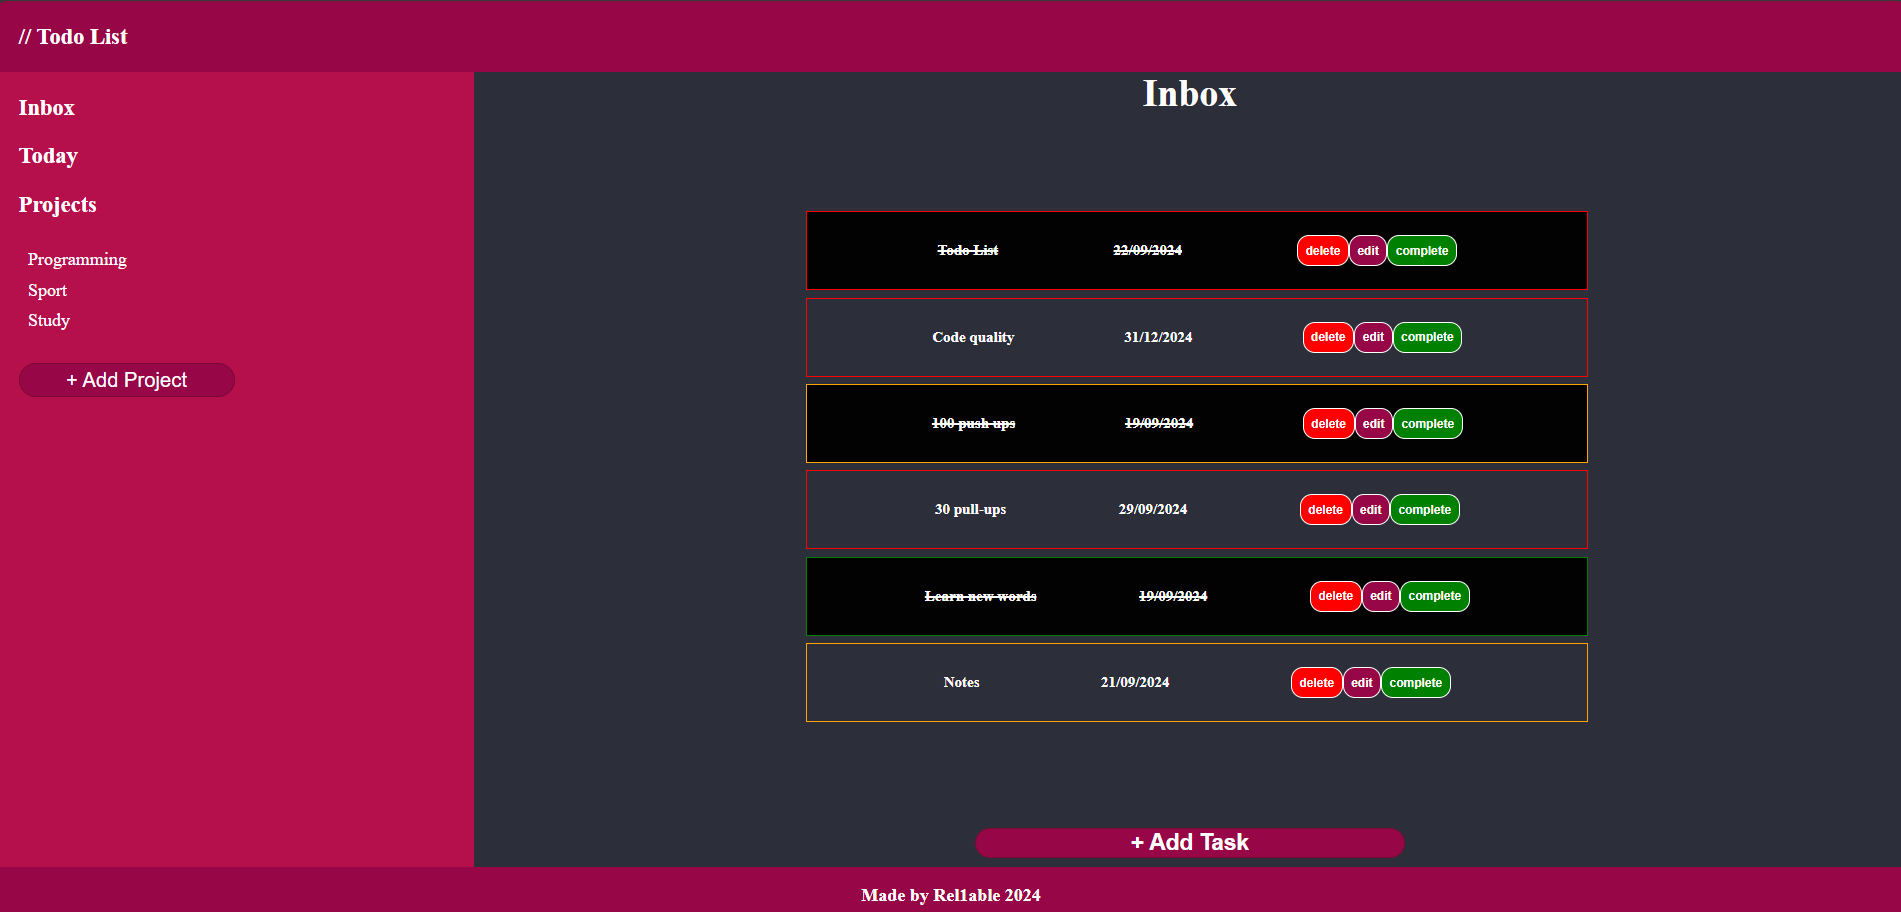 // Todo List
Inbox
Today
Projects
Programming
Sport
Study
+ Add Project
Inbox
Todo List 22/09/2024 delete edit complete
Code quality 31/12/2024 delete edit complete
100 push-ups 19/09/2024 delete edit complete
30 pull-ups 29/09/2024 delete edit complete
Learn new words 19/09/2024 delete edit complete
Notes 21/09/2024 delete edit complete
+ Add Task
Made by Rel1able 2024